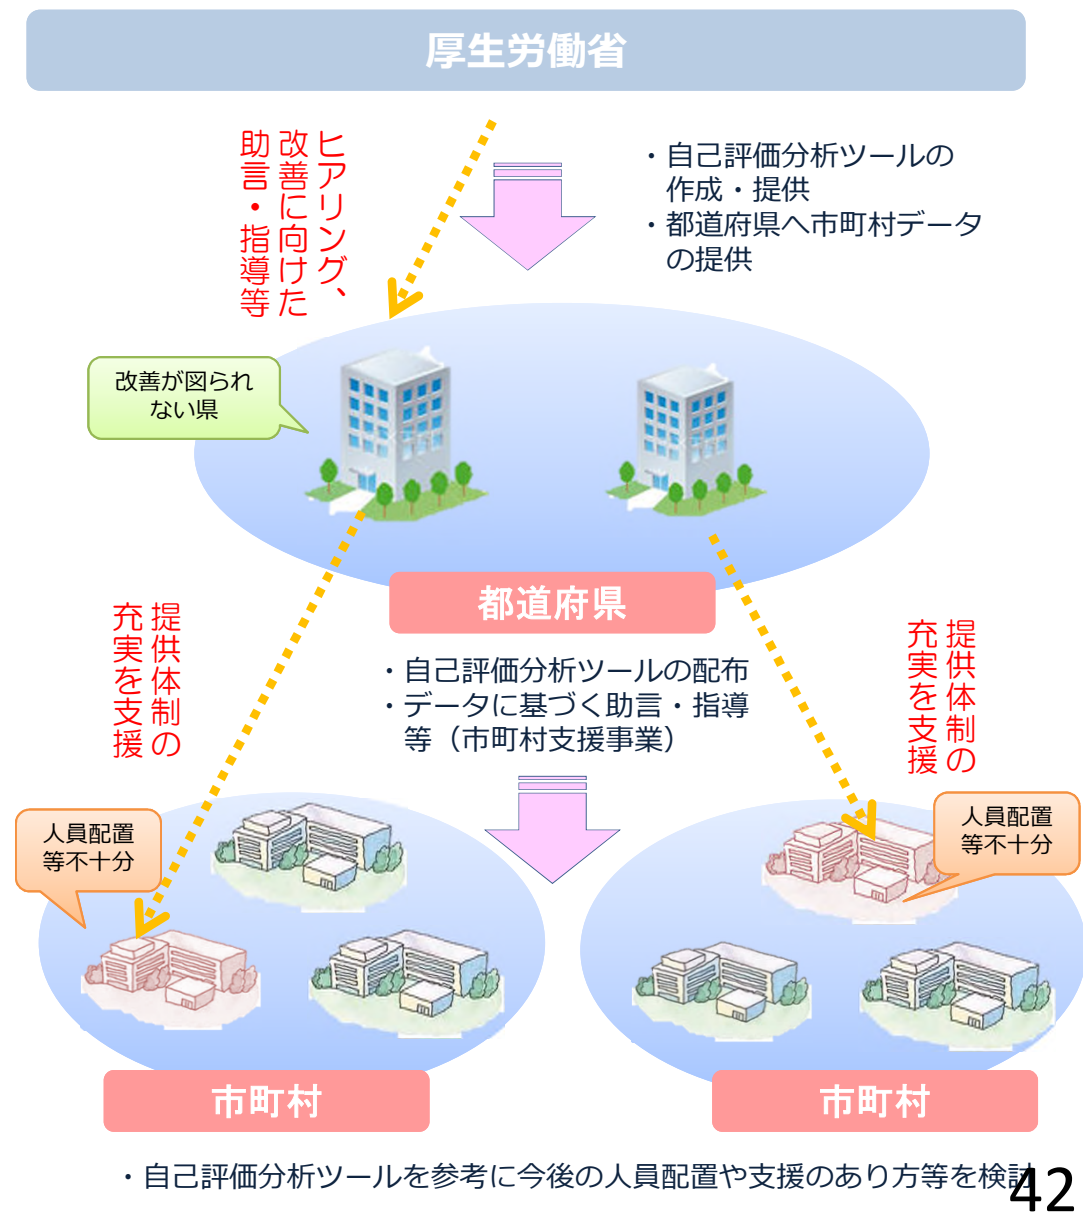 厚生労働省
ヒアリング、
改善に向けた
助言・指導等
・自己評価分析ツールの
作成・提供
・都道府県へ市町村データ
の提供
改善が図られ
ない県
都道府県
提供体制の
充実を支援
・自己評価分析ツールの配布
・データに基づく助言・指導
等（市町村支援事業）
提供体制の
充実を支援
人員配置
等不十分
人員配置
等不十分
市町村
市町村
・自己評価分析ツールを参考に今後の人員配置や支援のあり方等を検討
42